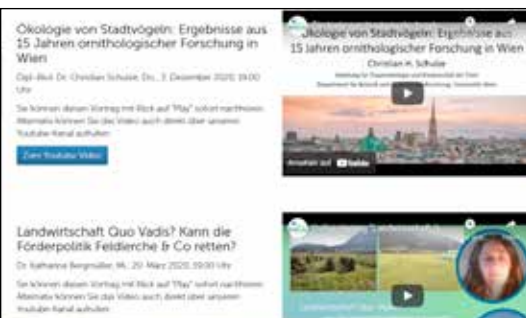 Ökologie von Stadtvögeln: Ergebnisse aus
15 Jahren ornithologischer Forschung in
Wien
Dipl.-Biol. Dr. Christian Schulze, Do., 3. Dezember 2020, 19:00
Uhr
Sie können diesen Vortrag mit Klick auf "Play" sofort nachhören.
Alternativ können Sie das Video auch direkt über unseren
Youtube-Kanal aufrufen.
Zum Youtube Video
Ökologie von Stadtvögeln: Ergebnisse aus
15 Jahren ornithologischer Forschung in Wien
Christian H. Schulze
Ansehen auf YouTube
Landwirtschaft Quo Vadis? Kann die
Förderpolitik Feldlerche & Co retten?
Dr. Katharina Bergmüller, 20. März 2020, 19:00 Uhr
Sie können diesen Vortrag mit Klick auf "Play" sofort nachhören.
Alternativ können Sie das Video auch direkt über unseren
Youtube-Kanal aufrufen.